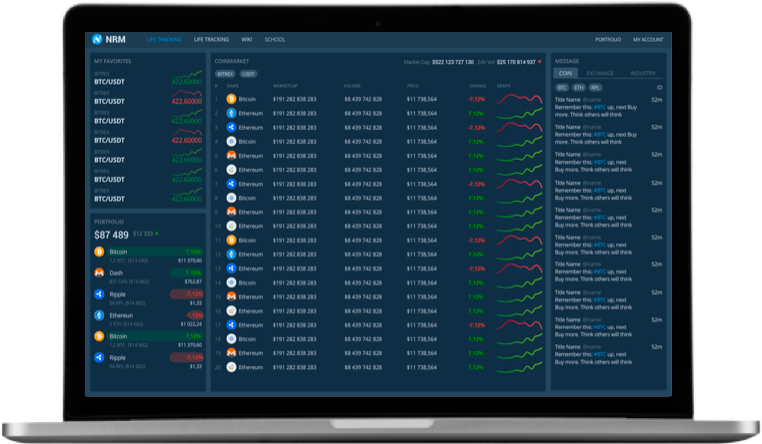 NRM LIFE TRACKING LIFE TRACKING WIKI SCHOOL PORTFOLIO MY ACCOUNT
MY FAVORITES
BITREX
BTC/USDT 422.60000
BITREX
BTC/USDT 422.60000
BITREX
BTC/USDT 422.60000
BITREX
BTC/USDT 422.60000
BITREX
BTC/USDT 422.60000
BITREX
BTC/USDT 422.60000
BITREX
BTC/USDT 422.60000
PORTFOLIO
$87 489
Bitcoin 7,12%
$11 370,60
Dash 7,12%
$762,87
Ripple -7,12%
$1,33
Ethereun -7,12%
$1 022,24
Bitcoin 7,12%
$11 370,60
Ripple -7,12%
$1,33
COINMARKET Market Cap: $522 123 727 130 24h Vol: $25 170 814 937
BITREX USDT
# NAME MARKETCAP VOLUME PRICE CHANGE GRAPH
1 Bitcoin $191 282 838 283 $8 439 742 828 $11 738,564 -7,12%
2 Ethereum $191 282 838 283 $8 439 742 828 $11 738,564 7,12%
3 Ethereum $191 282 838 283 $8 439 742 828 $11 738,564 -7,12%
4 Bitcoin $191 282 838 283 $8 439 742 828 $11 738,564 7,12%
5 Ethereum $191 282 838 283 $8 439 742 828 $11 738,564 7,12%
6 Ethereum $191 282 838 283 $8 439 742 828 $11 738,564 7,12%
7 Ethereum $191 282 838 283 $8 439 742 828 $11 738,564 -7,12%
8 Bitcoin $191 282 838 283 $8 439 742 828 $11 738,564 7,12%
9 Ethereum $191 282 838 283 $8 439 742 828 $11 738,564 7,12%
10 Ethereum $191 282 838 283 $8 439 742 828 $11 738,564 7,12%
11 Bitcoin $191 282 838 283 $8 439 742 828 $11 738,564 -7,12%
12 Ethereum $191 282 838 283 $8 439 742 828 $11 738,564 7,12%
13 Ethereum $191 282 838 283 $8 439 742 828 $11 738,564 -7,12%
14 Bitcoin $191 282 838 283 $8 439 742 828 $11 738,564 7,12%
15 Ethereum $191 282 838 283 $8 439 742 828 $11 738,564 7,12%
16 Ethereum $191 282 838 283 $8 439 742 828 $11 738,564 7,12%
17 Ethereum $191 282 838 283 $8 439 742 828 $11 738,564 -7,12%
18 Bitcoin $191 282 838 283 $8 439 742 828 $11 738,564 7,12%
19 Ethereum $191 282 838 283 $8 439 742 828 $11 738,564 7,12%
20 Ethereum $191 282 838 283 $8 439 742 828 $11 738,564 7,12%
MESSAGE
COIN EXCHANGE INDUSTRY
BTC ETH RPL
Title Name @name 52m
Remember this: #BTC up, next Buy
more. Think others will think
Title Name @name 52m
Remember this: #BTC up, next
Buy more. Think others will think
Title Name @name 52m
Remember this: #BTC up, next
Buy more. Think others will think
Title Name @name 52m
Remember this: #BTC up, next Buy
more. Think others will think
Title Name @name 52m
Remember this: #BTC up, next
Buy more. Think others will think
Title Name @name 52m
Remember this: #BTC up, next
Buy more. Think others will think
Title Name @name 52m
Remember this: #BTC up, next
Buy more. Think others will think
Title Name @name 52m
Remember this: #BTC up, next
Buy more. Think others will think
Title Name @name 52m
Remember this: #BTC up, next
Buy more. Think others will think
Title Name @name 52m
Remember this: #BTC up, next
Buy more. Think others will think